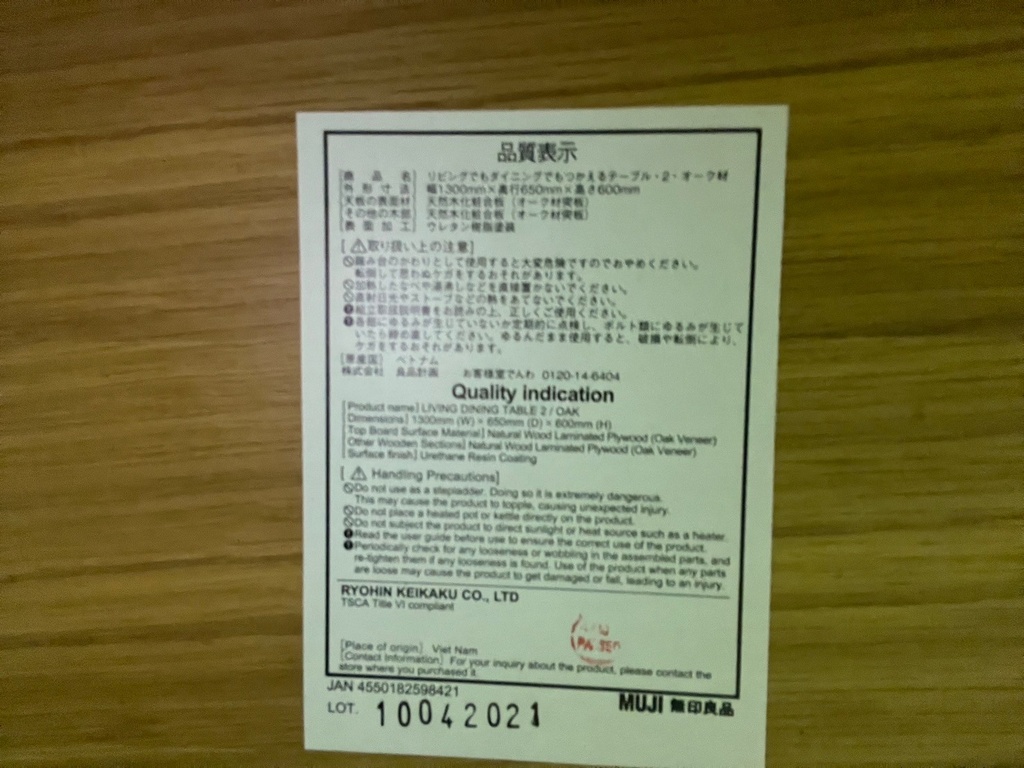 品質表示
[商品名] リビングでもダイニングでもつかえるテーブル・2・オーク材
[外形寸法] 幅1300mm×奥行650mm×高さ600mm
[天板の表面材] 天然木化粧合板（オーク材突板）
[その他の木部] 天然木化粧合板（オーク材突板）
[表面加工] ウレタン樹脂塗装
[⚠取り扱い上の注意]
踏み台のかわりとして使用すると大変危険ですのでおやめください。
転倒して思わぬケガをするおそれがあります。
加熱したなべや湯沸しなどを直接置かないでください。
直射日光やストーブなどの熱をあてないでください。
組立取扱説明書をお読みの上、正しくご使用ください。
各部にゆるみが生じていないか定期的に点検し、ボルト類にゆるみが生じて
いたら締め直してください。ゆるんだまま使用すると、破損や転倒により、
ケガをするおそれがあります。
[原産国] ベトナム
株式会社 良品計画 お客様室でんわ 0120-14-6404
Quality indication
[Product name] LIVING DINING TABLE 2 / OAK
[Dimensions] 1300mm (W) × 650mm (D) × 600mm (H)
[Top Board Surface Material] Natural Wood Laminated Plywood (Oak Veneer)
[Other Wooden Sections] Natural Wood Laminated Plywood (Oak Veneer)
[Surface finish] Urethane Resin Coating
[⚠ Handling Precautions]
Do not use as a stepladder. Doing so it is extremely dangerous.
This may cause the product to topple, causing unexpected injury.
Do not place a heated pot or kettle directly on the product.
Do not subject the product to direct sunlight or heat source such as a heater.
Read the user guide before use to ensure the correct use of the product.
Periodically check for any looseness or wobbling in the assembled parts, and
re-tighten them if any looseness is found. Use of the product when any parts
are loose may cause the product to get damaged or fall, leading to an injury.
RYOHIN KEIKAKU CO., LTD
TSCA Title VI compliant
[Place of origin] Viet Nam
[Contact Information] For your inquiry about the product, please contact the
store where you purchased it.
JAN 4550182598421
LOT. 10042021
MUJI 無印良品